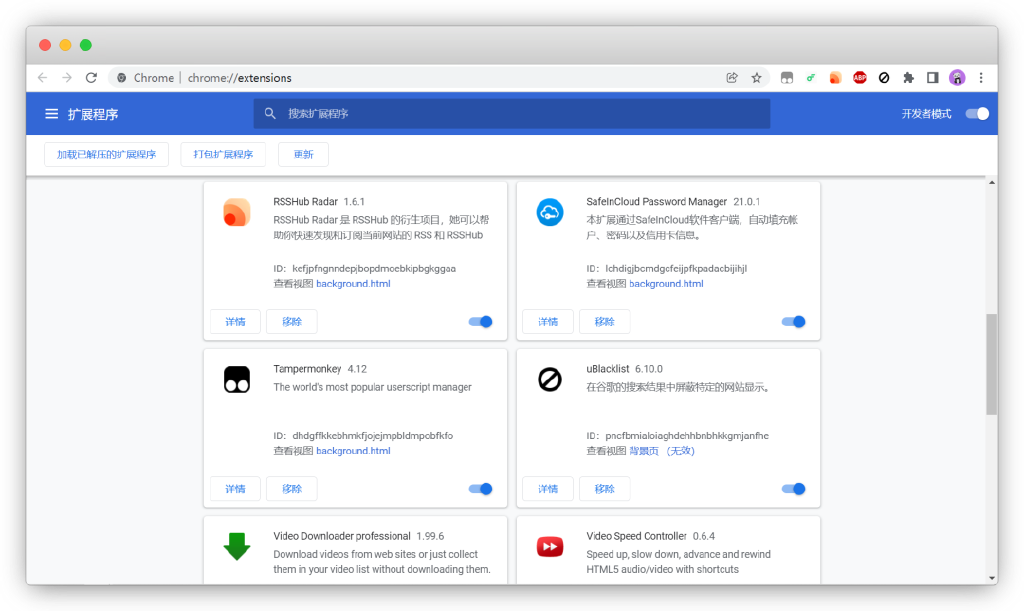 Chrome | chrome://extensions
ABP
扩展程序
搜索扩展程序
开发者模式
加载已解压的扩展程序
打包扩展程序
更新
RSSHub Radar 1.6.1
RSSHub Radar 是 RSSHub 的衍生项目，她可以帮
助你快速发现和订阅当前网站的 RSS 和 RSSHub
ID：kefjpfngnndepjbopdmoebkipbgkggaa
查看视图 background.html
详情
移除
SafeInCloud Password Manager 21.0.1
本扩展通过SafeInCloud软件客户端，自动填充帐
户、密码以及信用卡信息。
ID：lchdigjbcmdgcfeijpfkpadacbijihjl
查看视图 background.html
详情
移除
Tampermonkey 4.12
The world's most popular userscript manager
ID：dhdgffkkebhmkfjojejmpbldmpobfkfo
查看视图 background.html
详情
移除
uBlacklist 6.10.0
在谷歌的搜索结果中屏蔽特定的网站显示。
ID：pncfbmialoiaghdehhbnbhkkgmjanfhe
查看视图 背景页 （无效）
详情
移除
Video Downloader professional 1.99.6
Download videos from web sites or just collect
them in your video list without downloading them.
Video Speed Controller 0.6.4
Speed up, slow down, advance and rewind
HTML5 audio/video with shortcuts